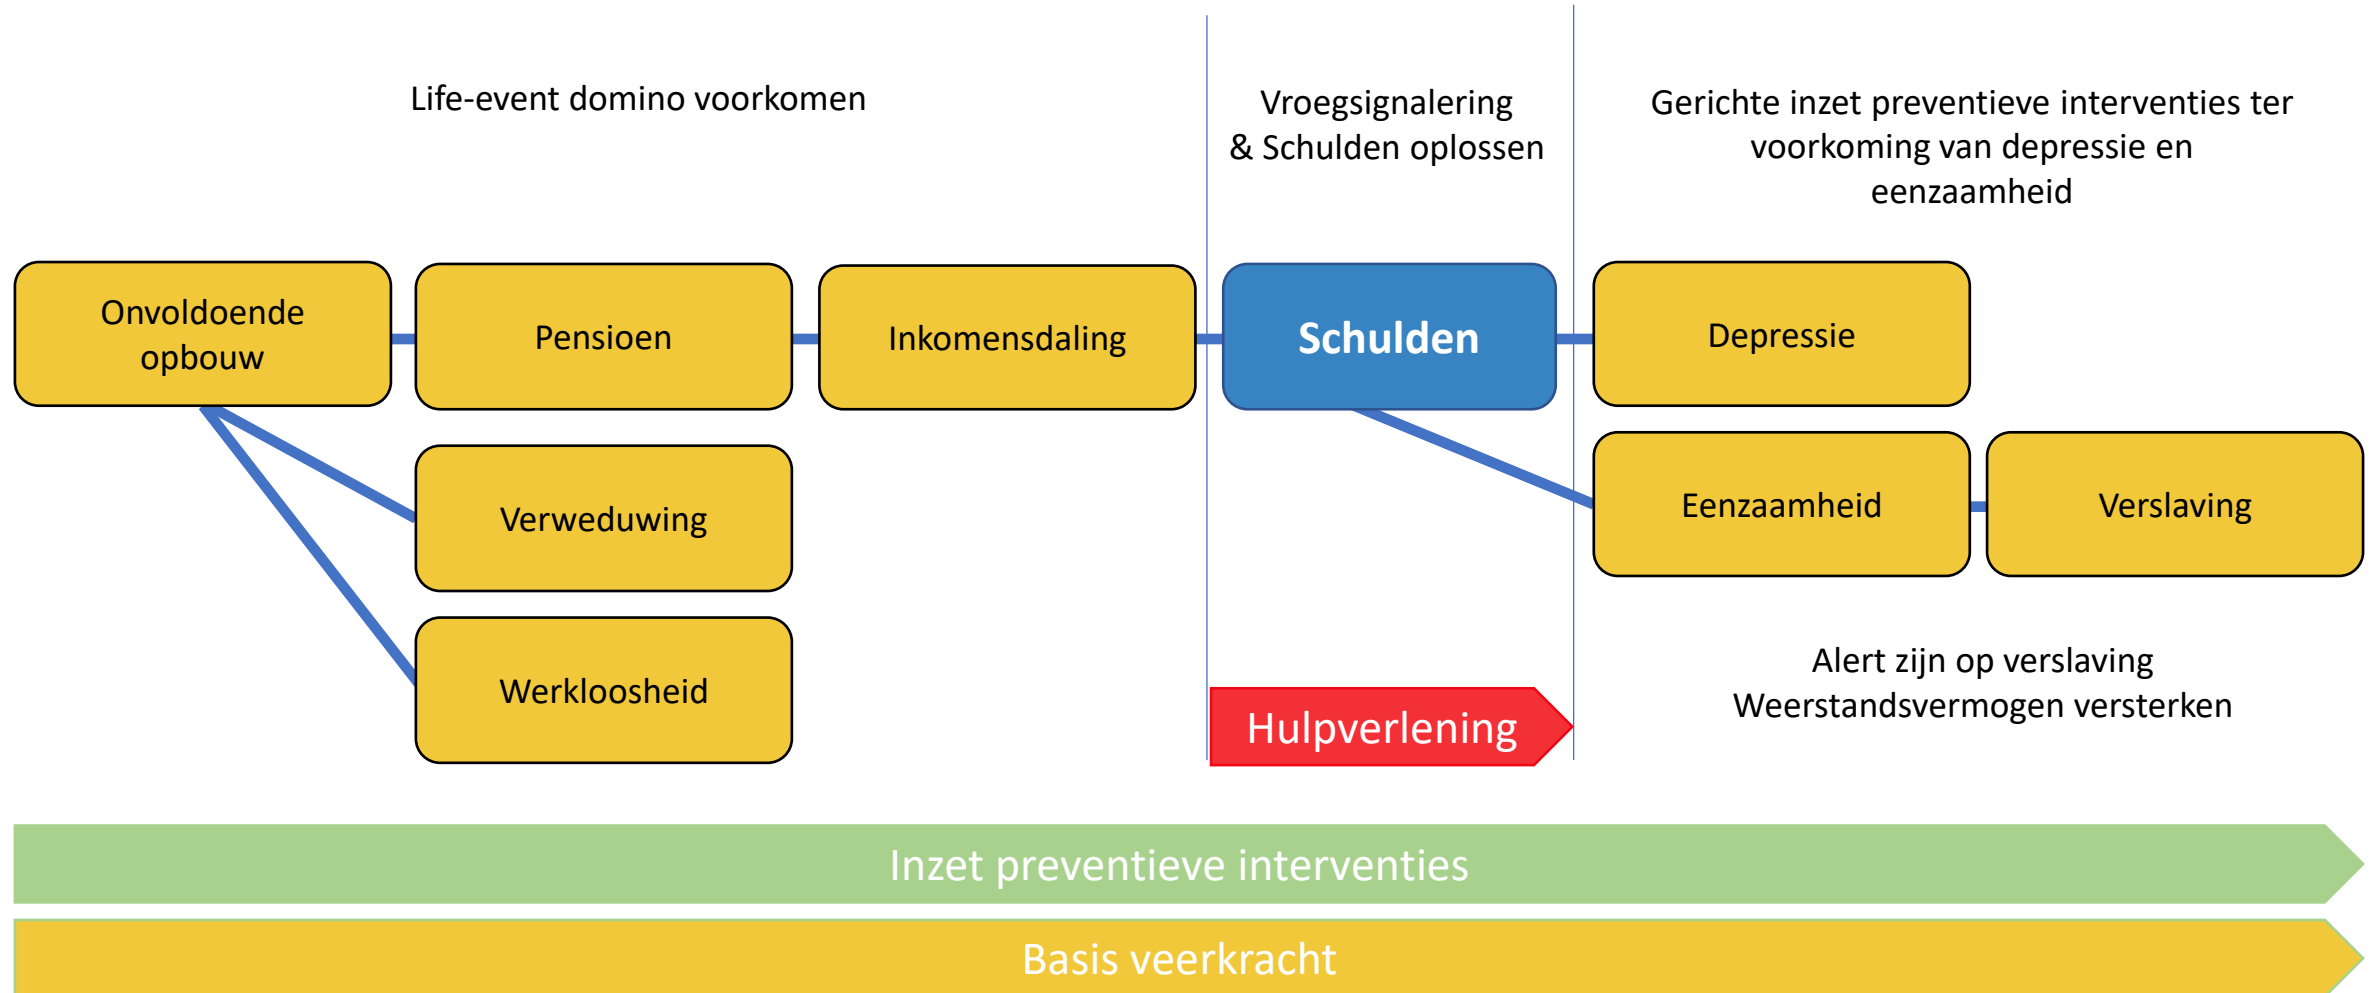 Life-event domino voorkomen
Vroegsignalering
& Schulden oplossen
Gerichte inzet preventieve interventies ter
voorkoming van depressie en
eenzaamheid
Onvoldoende
opbouw
Pensioen
Inkomensdaling
Schulden
Depressie
Verweduwing
Eenzaamheid
Verslaving
Werkloosheid
Alert zijn op verslaving
Weerstandsvermogen versterken
Hulpverlening
Inzet preventieve interventies
Basis veerkracht